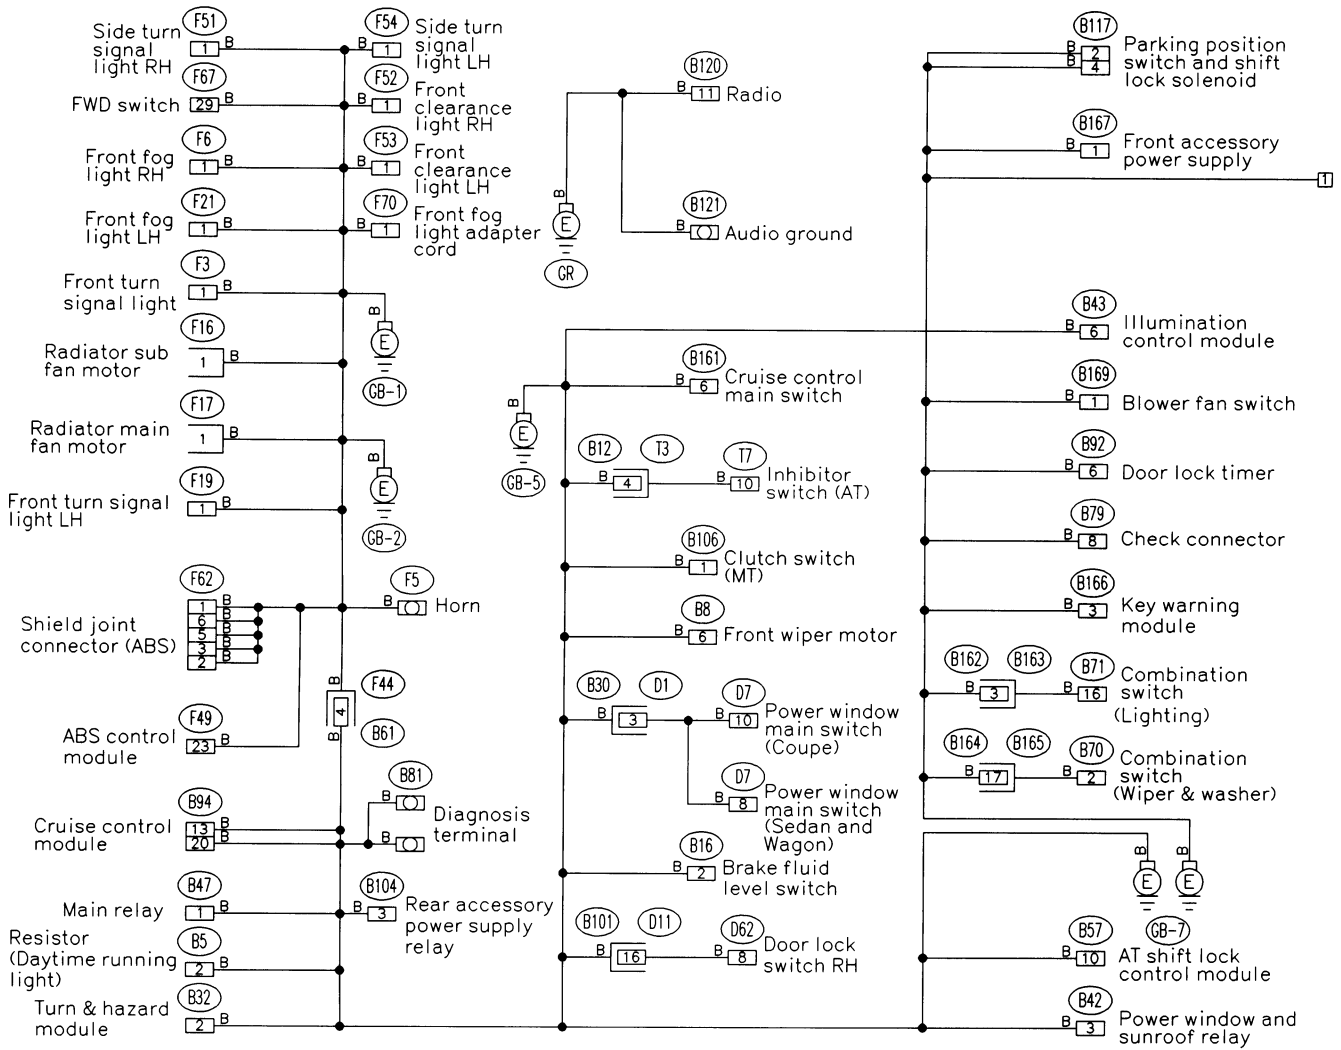 F51
Side turn
signal
light RH
1
B
F54
B
1
Side turn
signal
light LH
F67
FWD switch
29
B
F52
B
1
Front
clearance
light RH
F6
Front fog
light RH
1
B
F53
B
1
Front
clearance
light LH
F21
Front fog
light LH
1
B
F70
B
1
Front fog
light adapter
cord
F3
Front turn
signal light
1
B
B
E
GB-1
F16
Radiator sub
fan motor
1
B
F17
Radiator main
fan motor
1
B
B
E
GB-2
F19
Front turn signal
light LH
1
B
F62
Shield joint
connector (ABS)
1 B
6 B
5 B
3 B
2 B
F5
B
Horn
F49
ABS control
module
23
B
B
F44
4
B61
B
B94
Cruise control
module
13 B
20 B
B81
B
B
Diagnosis
terminal
B47
Main relay
1
B
B104
B
3
Rear accessory
power supply
relay
B5
Resistor
(Daytime running
light)
2
B
B32
Turn & hazard
module
2
B
B120
B
11
Radio
B
E
GR
B121
B
Audio ground
B161
B
6
Cruise control
main switch
B
E
GB-5
B12
T3
T7
B
4
B
10
Inhibitor
switch (AT)
B106
B
1
Clutch switch
(MT)
B8
B
6
Front wiper motor
B30
D1
D7
B
3
B
10
Power window
main switch
(Coupe)
D7
B
8
Power window
main switch
(Sedan and
Wagon)
B16
B
2
Brake fluid
level switch
B101
D11
D62
B
16
B
8
Door lock
switch RH
B117
B 2
B 4
Parking position
switch and shift
lock solenoid
B167
B
1
Front accessory
power supply
1
B43
B
6
Illumination
control module
B169
B
1
Blower fan switch
B92
B
6
Door lock timer
B79
B
8
Check connector
B166
B
3
Key warning
module
B162
B163
B71
B
3
B
16
Combination
switch
(Lighting)
B164
B165
B70
B
17
B
2
Combination
switch
(Wiper & washer)
B
B
E
E
GB-7
B57
B
10
AT shift lock
control module
B42
B
3
Power window and
sunroof relay